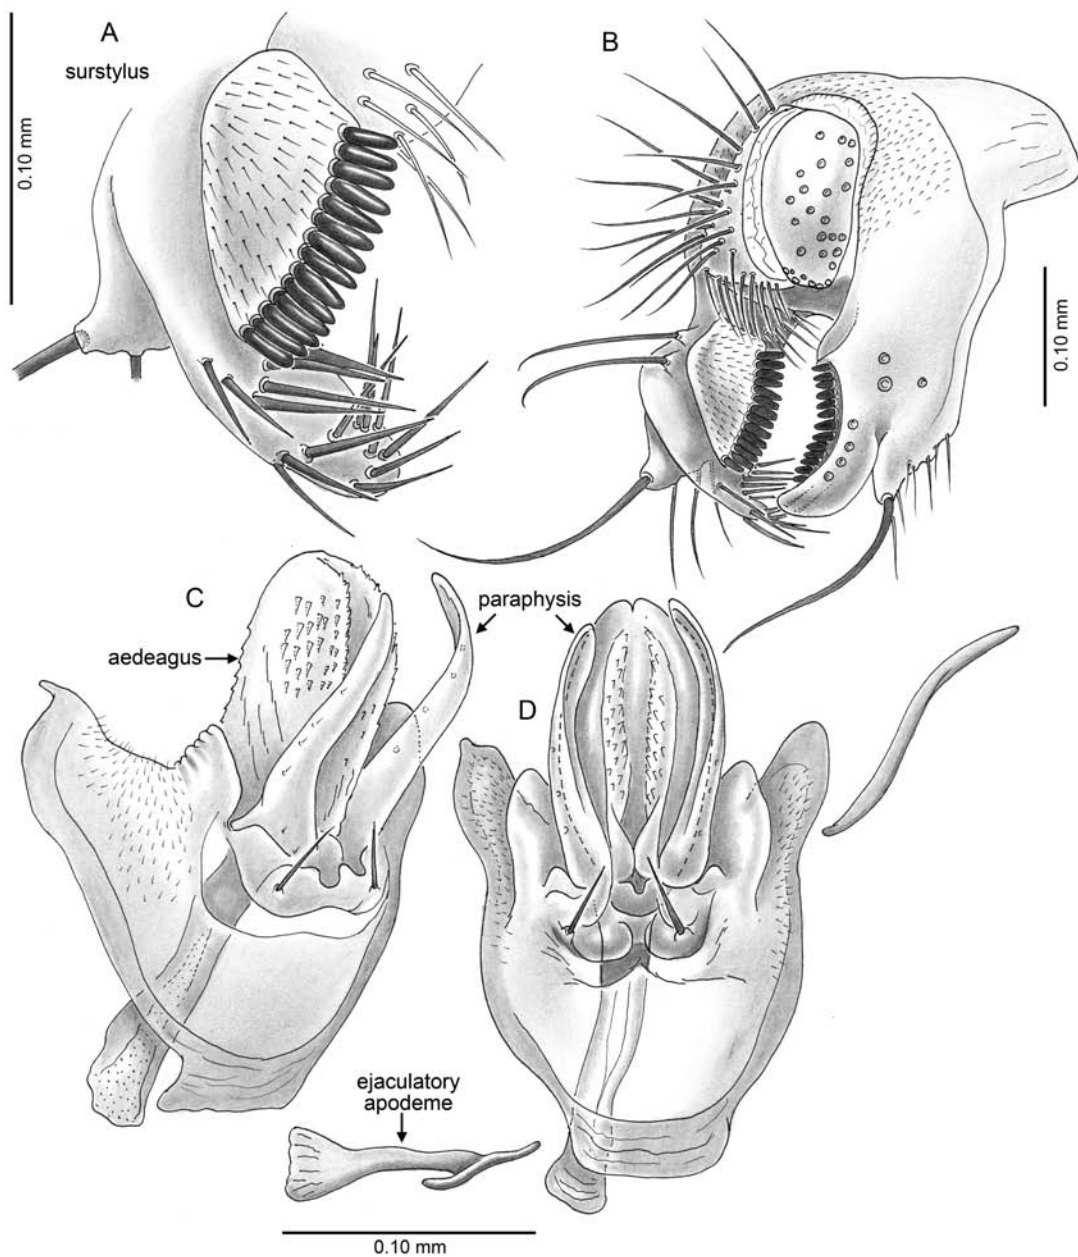 A
surstylus
0.10 mm
B
0.10 mm
C
paraphysis
aedeagus
D
ejaculatory
apodeme
0.10 mm